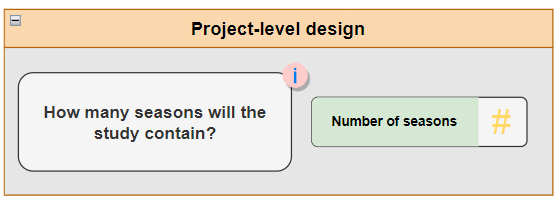 Project-level design
i
How many seasons will the
study contain?
Number of seasons #